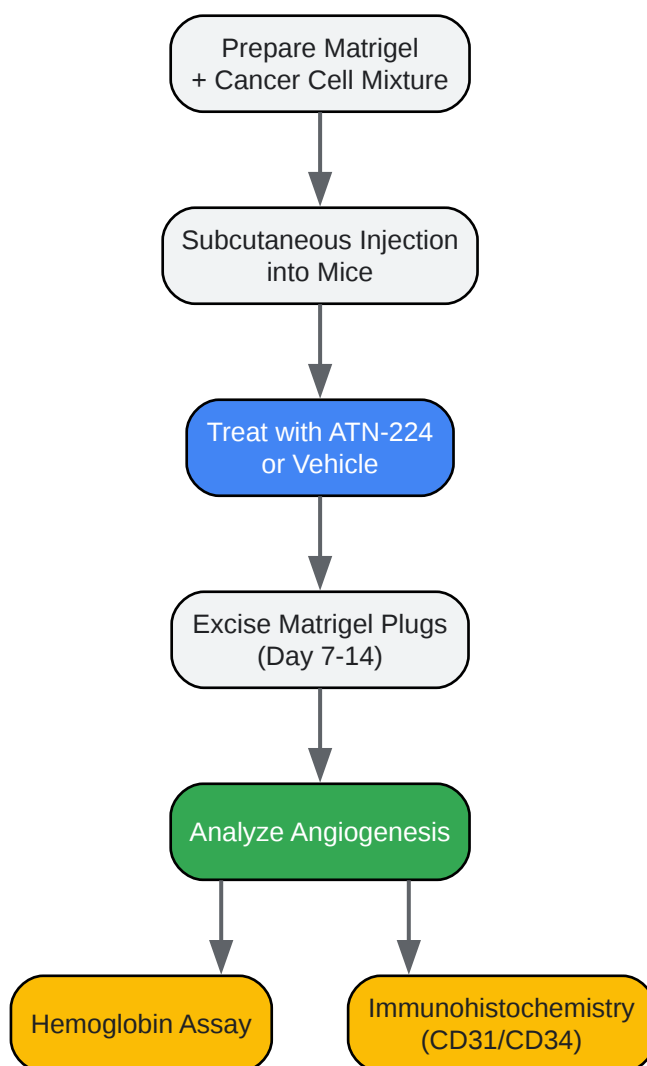 Prepare Matrigel
+ Cancer Cell Mixture
Subcutaneous Injection
into Mice
Treat with ATN-224
or Vehicle
Excise Matrigel Plugs
(Day 7-14)
Analyze Angiogenesis
Hemoglobin Assay
Immunohistochemistry
(CD31/CD34)